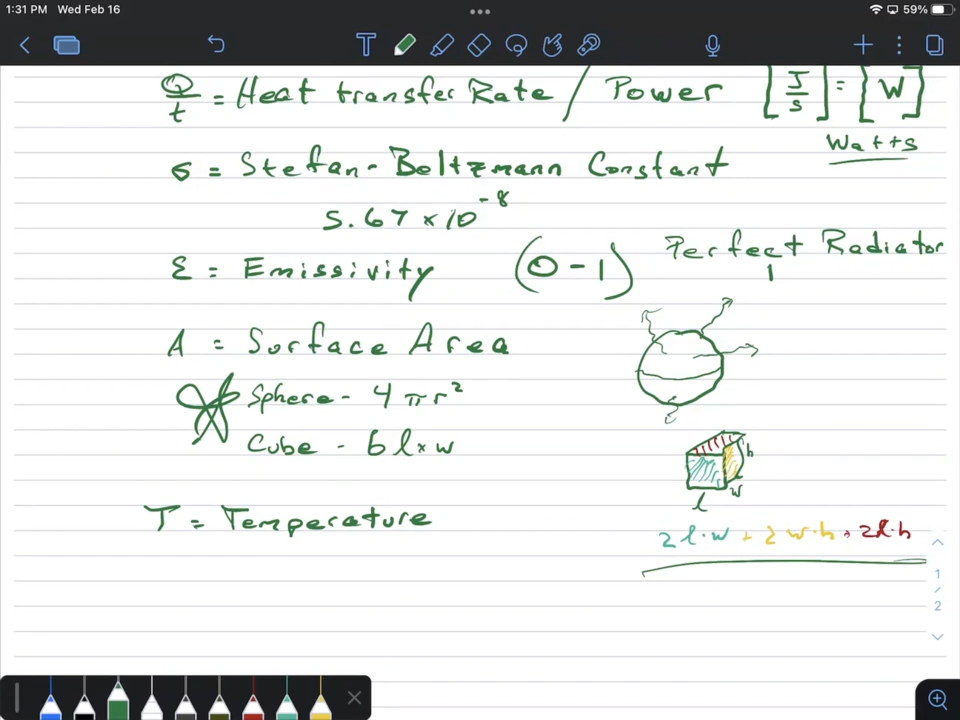 1:31 PM Wed Feb 16
59%
T
Q/t = Heat transfer Rate / Power [J/s] = [W]
Watts
σ = Stefan-Boltzmann Constant
5.67 × 10⁻⁸
ε = Emissivity (0 - 1) Perfect Radiator
1
A = Surface Area
Sphere - 4πr²
Cube - 6 l×w
h
w
l
T = Temperature
2 l·w + 2 w·h + 2l·h
1
/
2